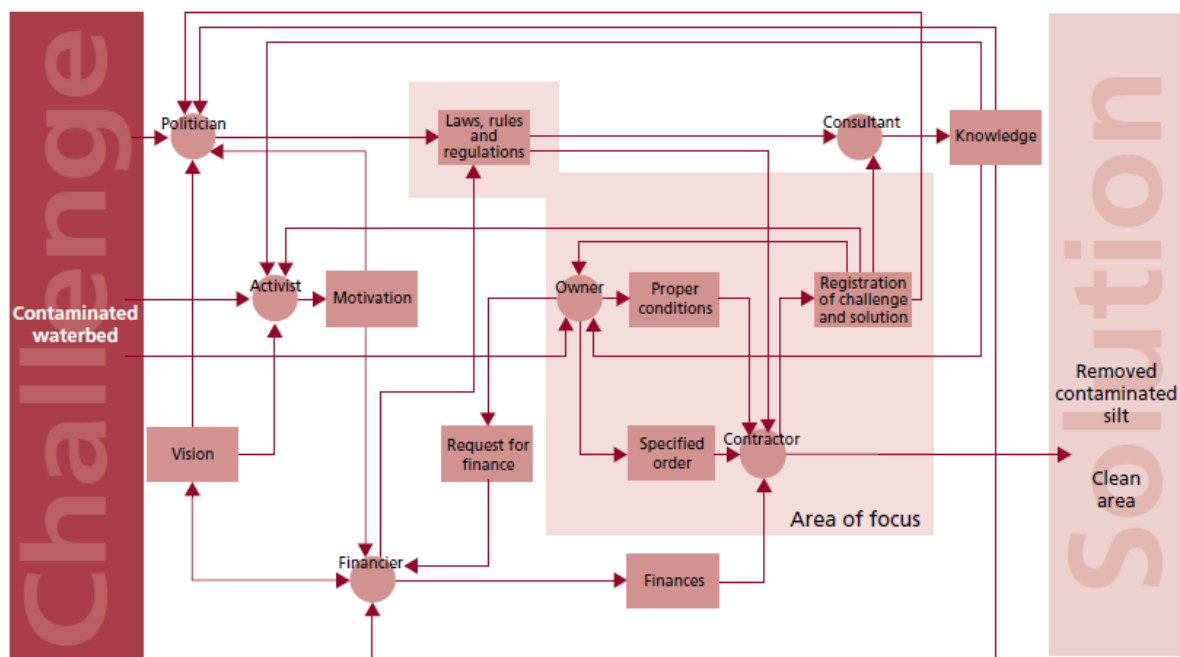 Challenge
Contaminated
waterbed
Politician
Laws, rules
and
regulations
Consultant
Knowledge
Activist
Motivation
Owner
Proper
conditions
Registration
of challenge
and solution
Vision
Request for
finance
Specified
order
Contractor
Area of focus
Financier
Finances
Solution
Removed
contaminated
silt
Clean
area